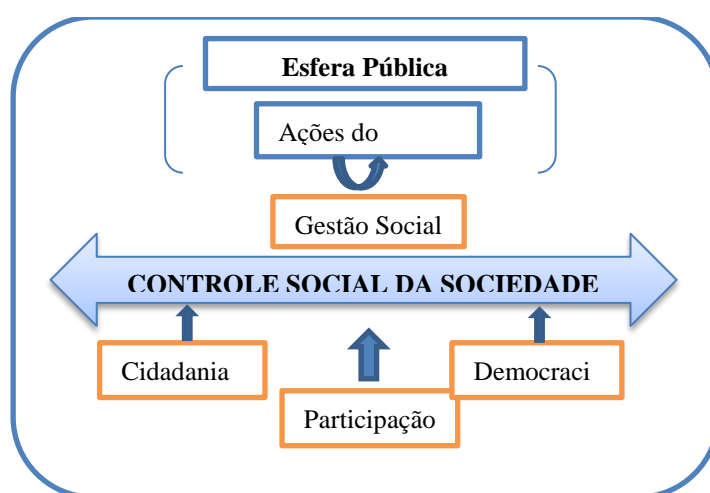 Esfera Pública
Ações do
Gestão Social
CONTROLE SOCIAL DA SOCIEDADE
Cidadania
Democraci
Participação